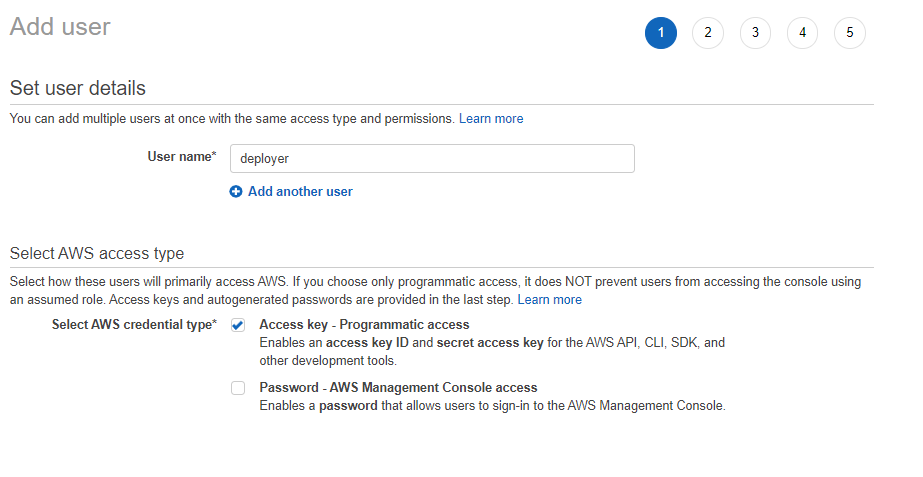 Add user
1 2 3 4 5
Set user details
You can add multiple users at once with the same access type and permissions. Learn more
User name* deployer
Add another user
Select AWS access type
Select how these users will primarily access AWS. If you choose only programmatic access, it does NOT prevent users from accessing the console using
an assumed role. Access keys and autogenerated passwords are provided in the last step. Learn more
Select AWS credential type* Access key - Programmatic access
Enables an access key ID and secret access key for the AWS API, CLI, SDK, and
other development tools.
Password - AWS Management Console access
Enables a password that allows users to sign-in to the AWS Management Console.